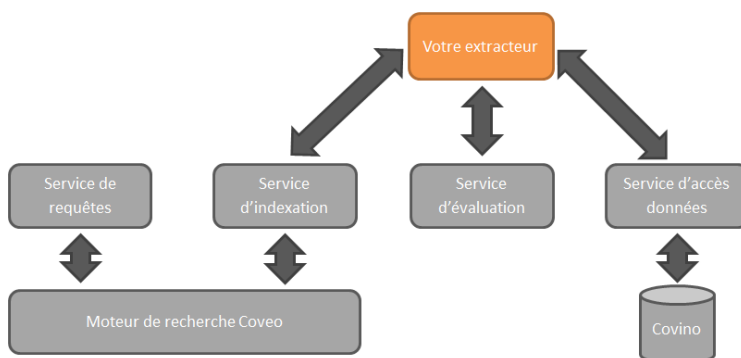 Votre extracteur
Service de
requêtes
Service
d'indexation
Service
d'évaluation
Service d'accès
données
Moteur de recherche Coveo
Covino